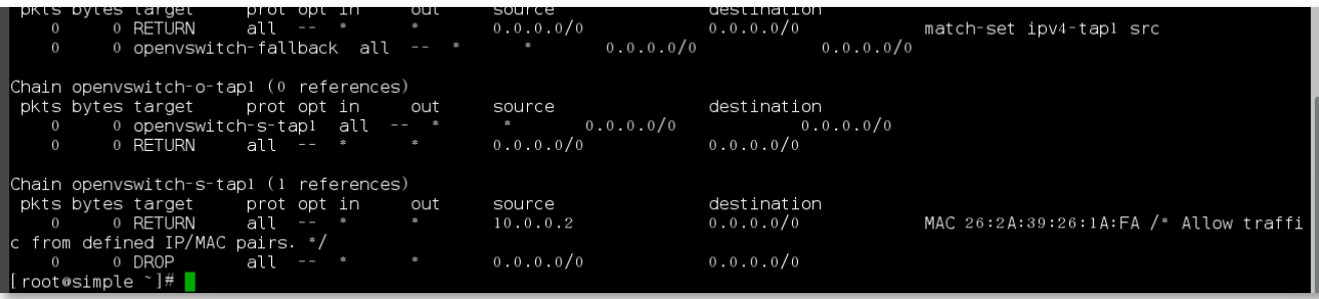 pkts bytes target     prot opt in     out     source               destination
    0     0 RETURN     all  --  *      *       0.0.0.0/0            0.0.0.0/0            match-set ipv4-tap1 src
    0     0 openvswitch-fallback  all  --  *      *       0.0.0.0/0            0.0.0.0/0
Chain openvswitch-o-tap1 (0 references)
 pkts bytes target     prot opt in     out     source               destination
    0     0 openvswitch-s-tap1  all  --  *      *       0.0.0.0/0            0.0.0.0/0
    0     0 RETURN     all  --  *      *       0.0.0.0/0            0.0.0.0/0
Chain openvswitch-s-tap1 (1 references)
 pkts bytes target     prot opt in     out     source               destination
    0     0 RETURN     all  --  *      *       10.0.0.2             0.0.0.0/0            MAC 26:2A:39:26:1A:FA /* Allow traffi
c from defined IP/MAC pairs. */
    0     0 DROP       all  --  *      *       0.0.0.0/0            0.0.0.0/0
[root@simple ~]#